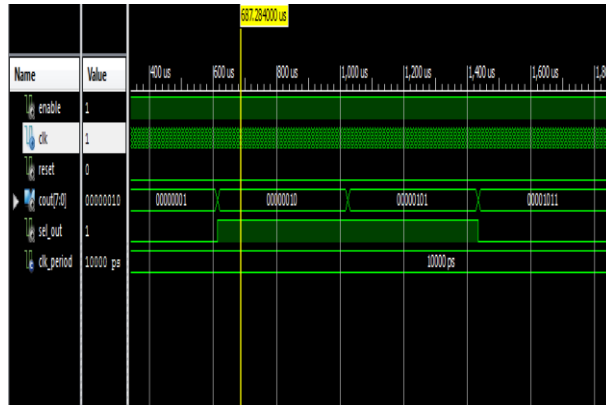 687.284000 us
Name Value 400 us 600 us 800 us 1,000 us 1,200 us 1,400 us 1,600 us 1,8
enable 1
clk 1
reset 0
cout[7:0] 00000010 00000001 00000010 00000101 00001011
sel_out 1
clk_period 10000 ps 10000 ps